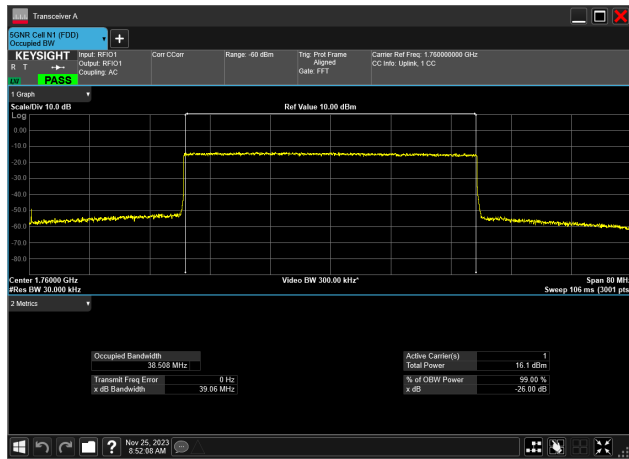 Transceiver A
5GNR Cell N1 (FDD)
Occupied BW
KEYSIGHT
R T
PASS
Input: RFIO1
Output: RFIO1
Coupling: AC
Corr CCorr
Range: -60 dBm
Trig: Prot Frame
Aligned
Gate: FFT
Carrier Ref Freq: 1.760000000 GHz
CC Info: Uplink, 1 CC
1 Graph
Scale/Div 10.0 dB
Ref Value 10.00 dBm
Log
0.00
-10.0
-20.0
-30.0
-40.0
-50.0
-60.0
-70.0
-80.0
Center 1.76000 GHz
Video BW 300.00 kHz*
Span 80 MHz
#Res BW 30.000 kHz
Sweep 106 ms (3001 pts
2 Metrics
Occupied Bandwidth
38.508 MHz
Transmit Freq Error 0 Hz
x dB Bandwidth 39.06 MHz
Active Carrier(s) 1
Total Power 16.1 dBm
% of OBW Power 99.00 %
x dB -26.00 dB
?
Nov 25, 2023
8:52:08 AM